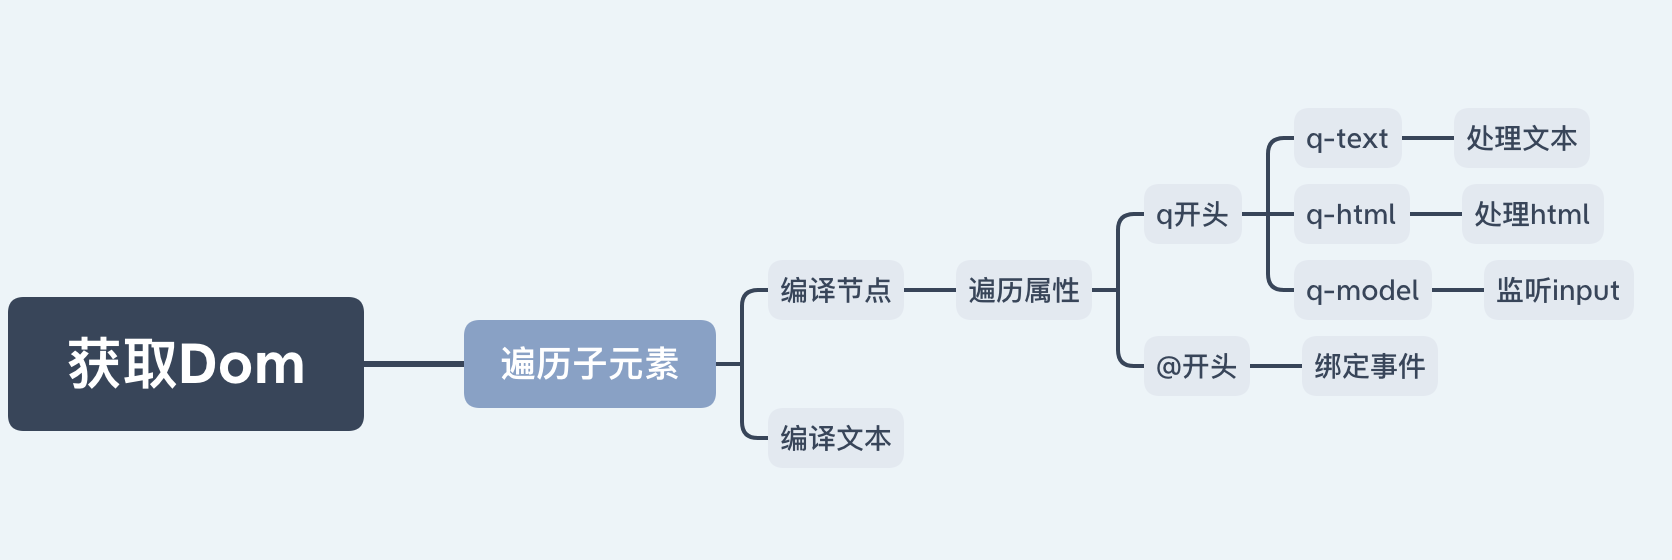 获取Dom
遍历子元素
编译节点
遍历属性
q开头
q-text
处理文本
q-html
处理html
q-model
监听input
@开头
绑定事件
编译文本